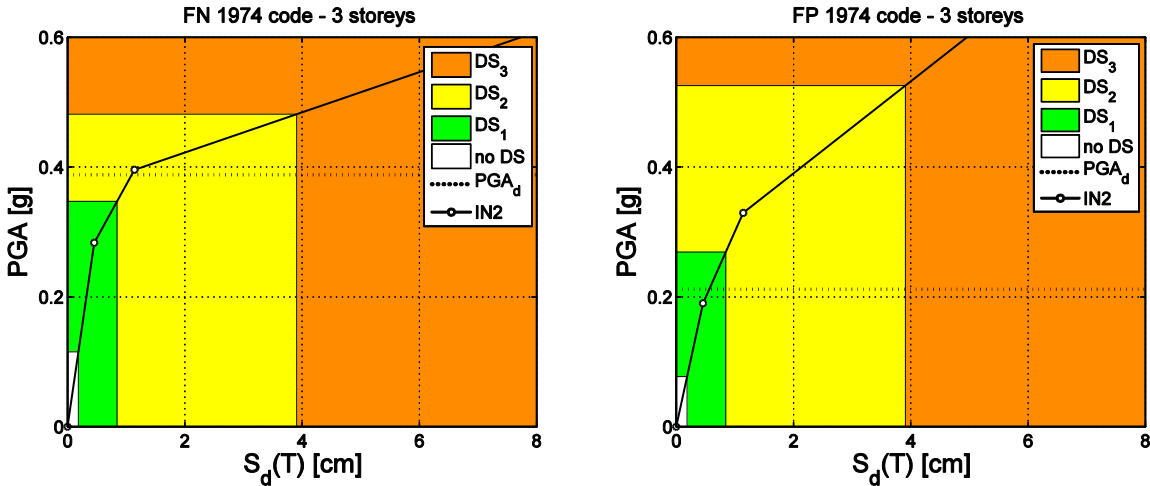 FN 1974 code - 3 storeys
PGA [g]
0.6
0.4
0.2
0
0
2
4
6
8
S_d(T) [cm]
DS_3
DS_2
DS_1
no DS
PGA_d
IN2
FP 1974 code - 3 storeys
PGA [g]
0.6
0.4
0.2
0
0
2
4
6
8
S_d(T) [cm]
DS_3
DS_2
DS_1
no DS
PGA_d
IN2